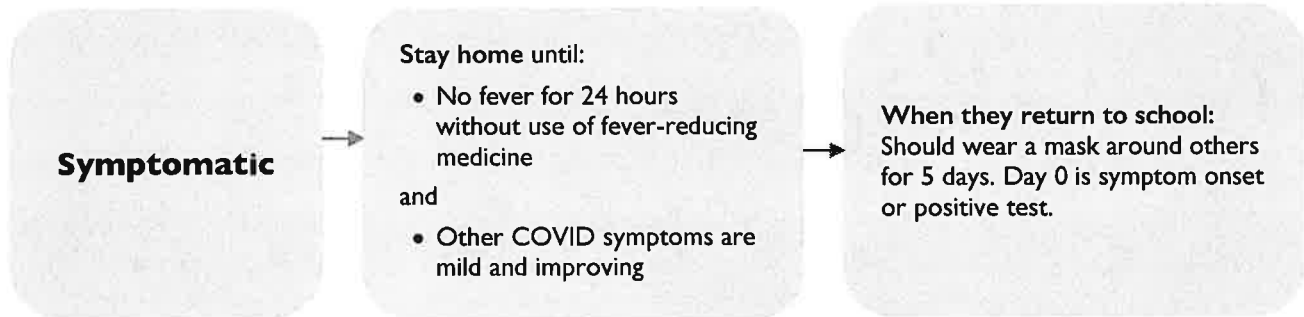 Symptomatic
Stay home until:
• No fever for 24 hours
without use of fever-reducing
medicine
and
• Other COVID symptoms are
mild and improving
When they return to school:
Should wear a mask around others
for 5 days. Day 0 is symptom onset
or positive test.